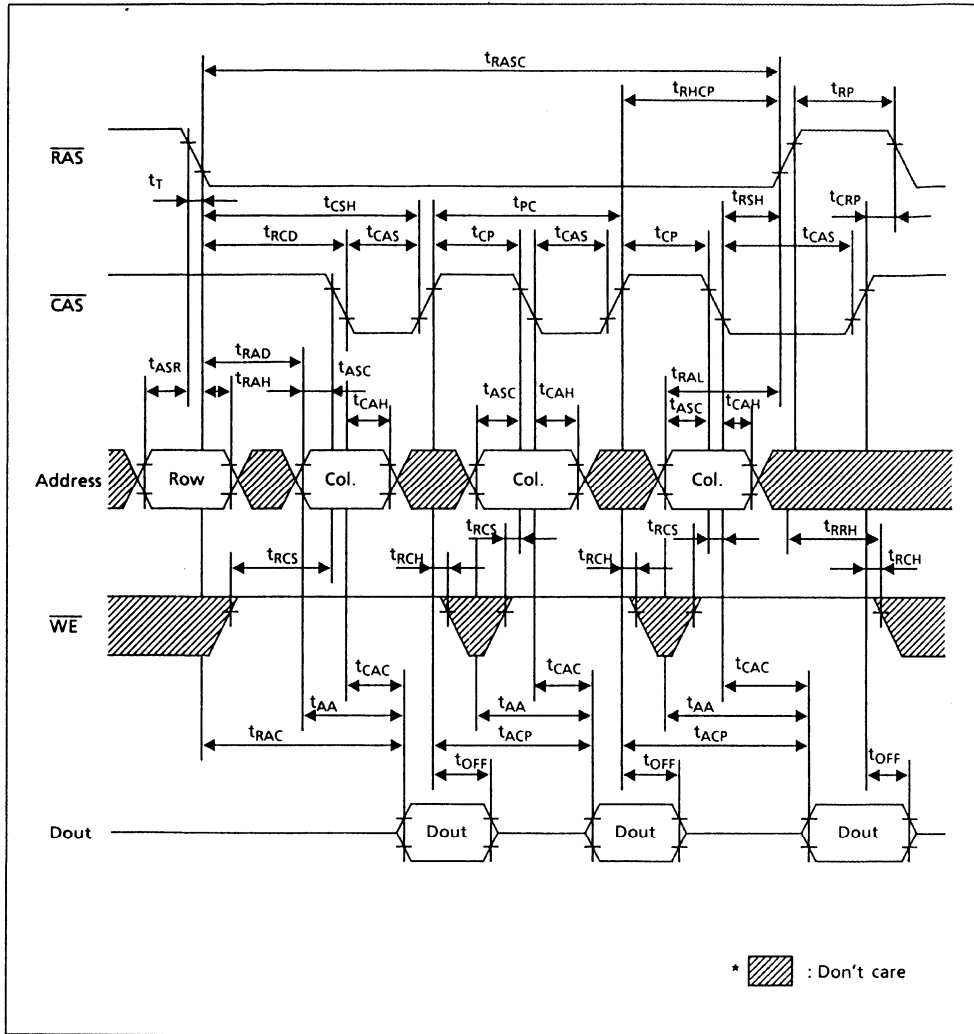 tRASC
tRHCP tRP
RAS
tT tCSH tPC tRSH tCRP
tRCD tCAS tCP tCAS tCP tCAS
CAS
tASR tRAD tASC tRAL
tRAH tCAH tASC tCAH tASC tCAH
Address Row Col. Col. Col.
tRCS tRCS tRRH
tRCS tRCH tRCH tRCH
WE
tCAC tCAC tCAC
tAA tAA tAA
tRAC tACP tACP
tOFF tOFF tOFF
Dout Dout Dout Dout
* : Don't care